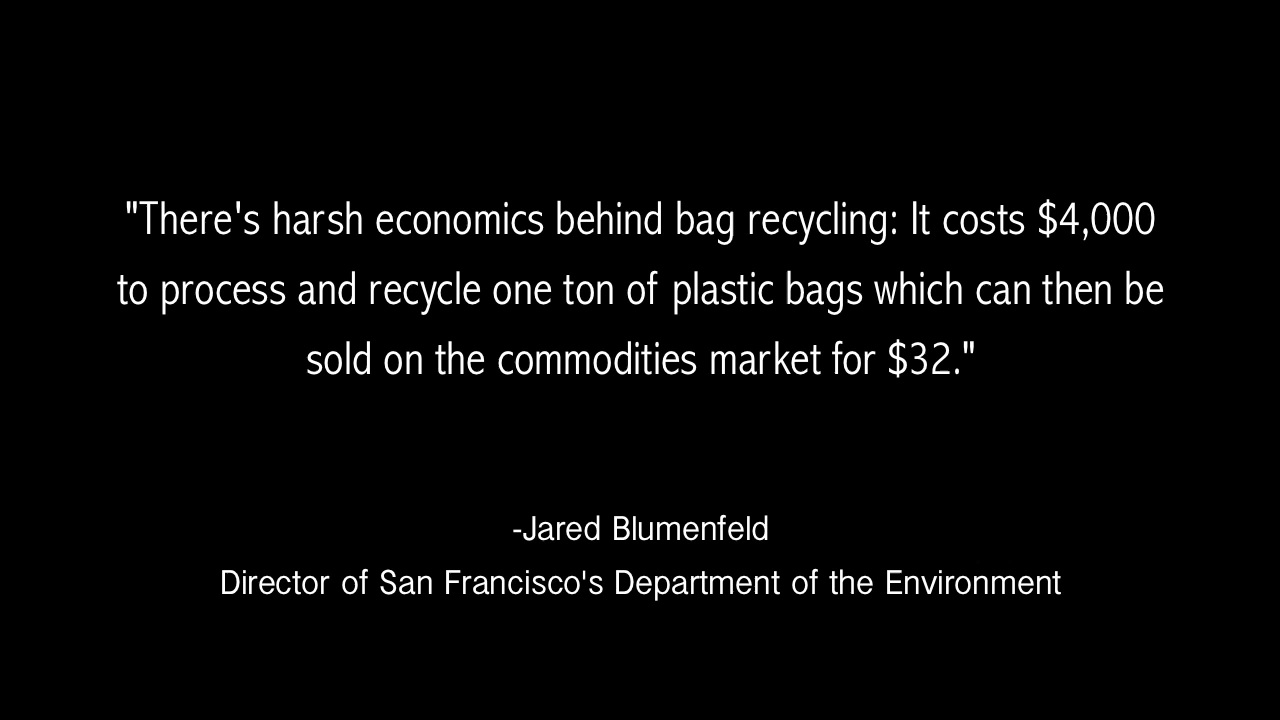 "There's harsh economics behind bag recycling: It costs $4,000
to process and recycle one ton of plastic bags which can then be
sold on the commodities market for $32."
-Jared Blumenfeld
Director of San Francisco's Department of the Environment